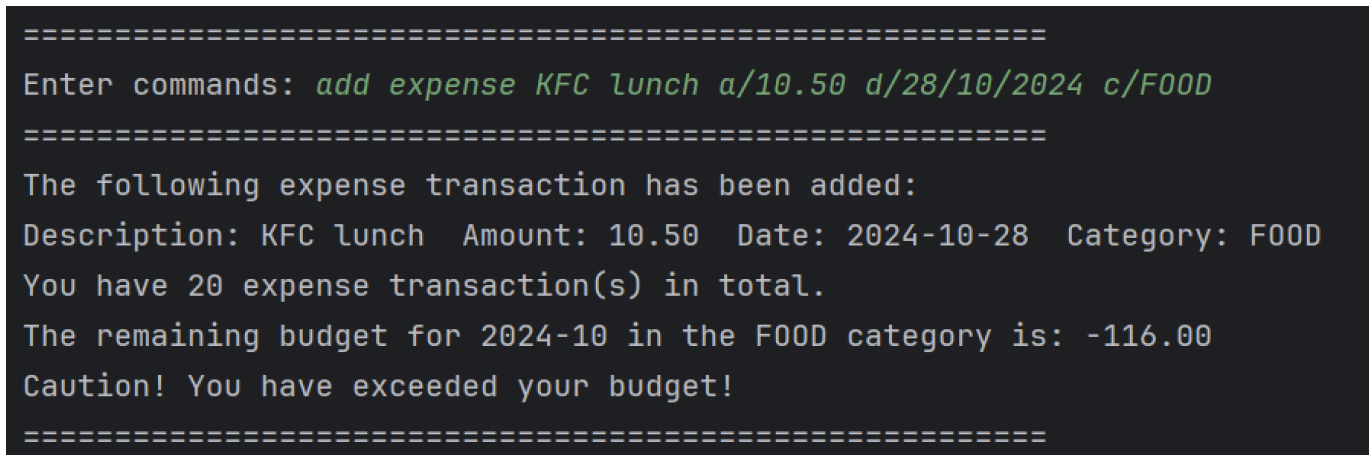 ========================================================
Enter commands: add expense KFC lunch a/10.50 d/28/10/2024 c/FOOD
========================================================
The following expense transaction has been added:
Description: KFC lunch  Amount: 10.50  Date: 2024-10-28  Category: FOOD
You have 20 expense transaction(s) in total.
The remaining budget for 2024-10 in the FOOD category is: -116.00
Caution! You have exceeded your budget!
========================================================